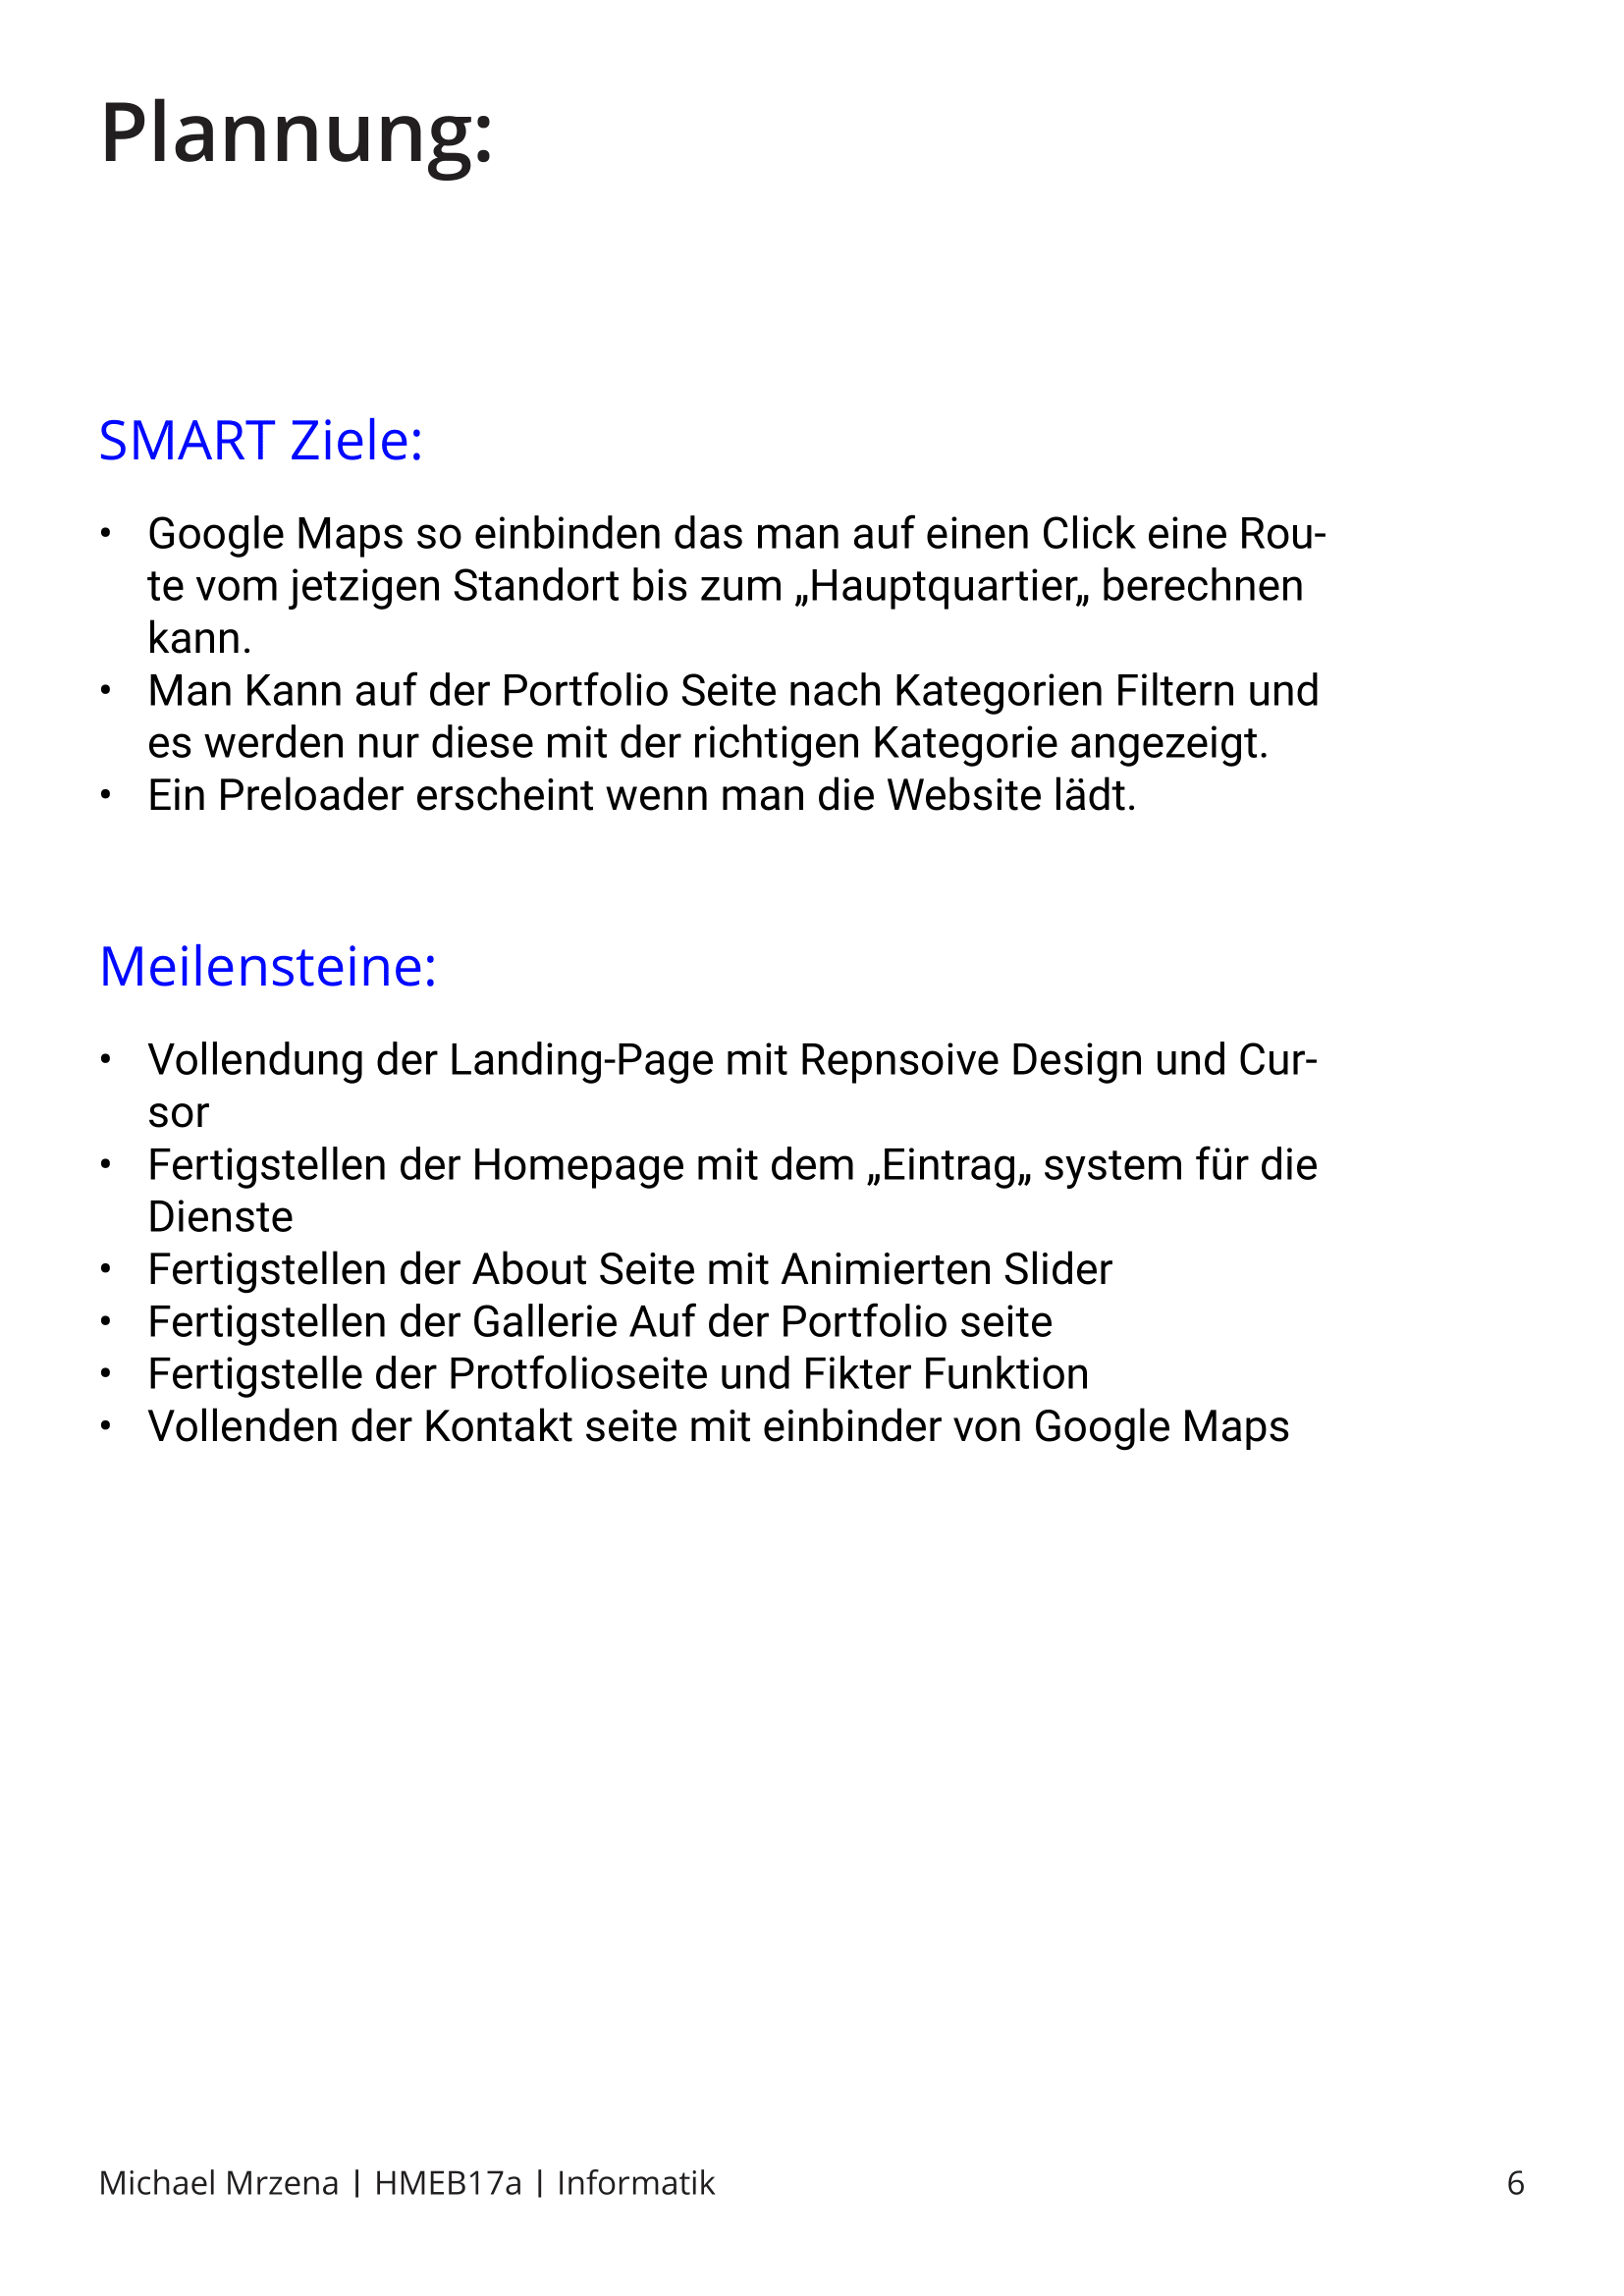 Plannung:
SMART Ziele:
• Google Maps so einbinden das man auf einen Click eine Rou-
te vom jetzigen Standort bis zum „Hauptquartier„ berechnen
kann.
• Man Kann auf der Portfolio Seite nach Kategorien Filtern und
es werden nur diese mit der richtigen Kategorie angezeigt.
• Ein Preloader erscheint wenn man die Website lädt.
Meilensteine:
• Vollendung der Landing-Page mit Repnsoive Design und Cur-
sor
• Fertigstellen der Homepage mit dem „Eintrag„ system für die
Dienste
• Fertigstellen der About Seite mit Animierten Slider
• Fertigstellen der Gallerie Auf der Portfolio seite
• Fertigstelle der Protfolioseite und Fikter Funktion
• Vollenden der Kontakt seite mit einbinder von Google Maps
Michael Mrzena | HMEB17a | Informatik 6